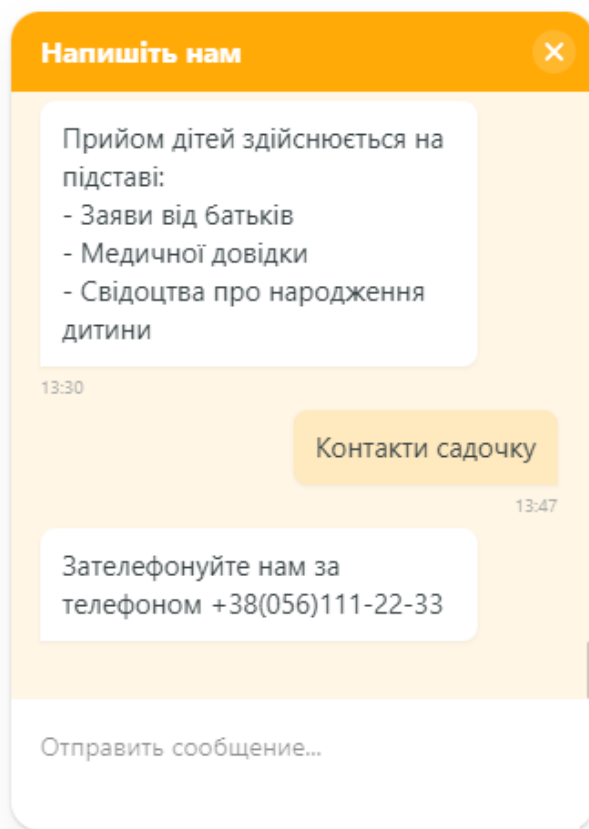 Напишіть нам
Прийом дітей здійснюється на
підставі:
- Заяви від батьків
- Медичної довідки
- Свідоцтва про народження
дитини
13:30
Контакти садочку
13:47
Зателефонуйте нам за
телефоном +38(056)111-22-33
Отправить сообщение...